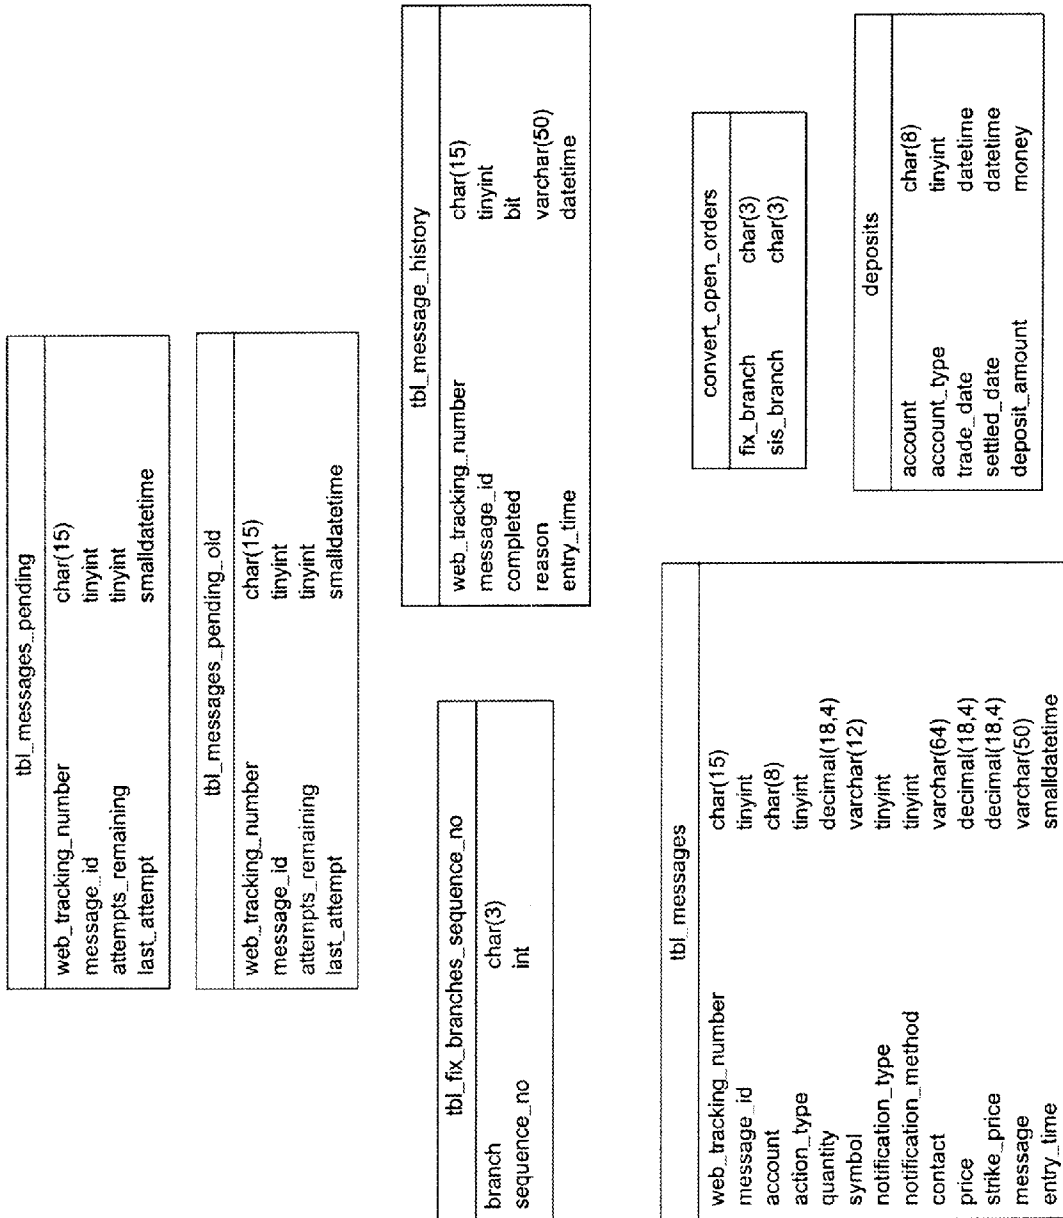 tbl_messages_pending
web_tracking_number char(15)
message_id tinyint
attempts_remaining tinyint
last_attempt smalldatetime
tbl_messages_pending_old
web_tracking_number char(15)
message_id tinyint
attempts_remaining tinyint
last_attempt smalldatetime
tbl_message_history
web_tracking_number char(15)
message_id tinyint
completed bit
reason varchar(50)
entry_time datetime
tbl_fix_branches_sequence_no
branch char(3)
sequence_no int
tbl_messages
web_tracking_number char(15)
message_id tinyint
account char(8)
action_type tinyint
quantity decimal(18,4)
symbol varchar(12)
notification_type tinyint
notification_method tinyint
contact varchar(64)
price decimal(18,4)
strike_price decimal(18,4)
message varchar(50)
entry_time smalldatetime
convert_open_orders
fix_branch char(3)
sis_branch char(3)
deposits
account char(8)
account_type tinyint
trade_date datetime
settled_date datetime
deposit_amount money